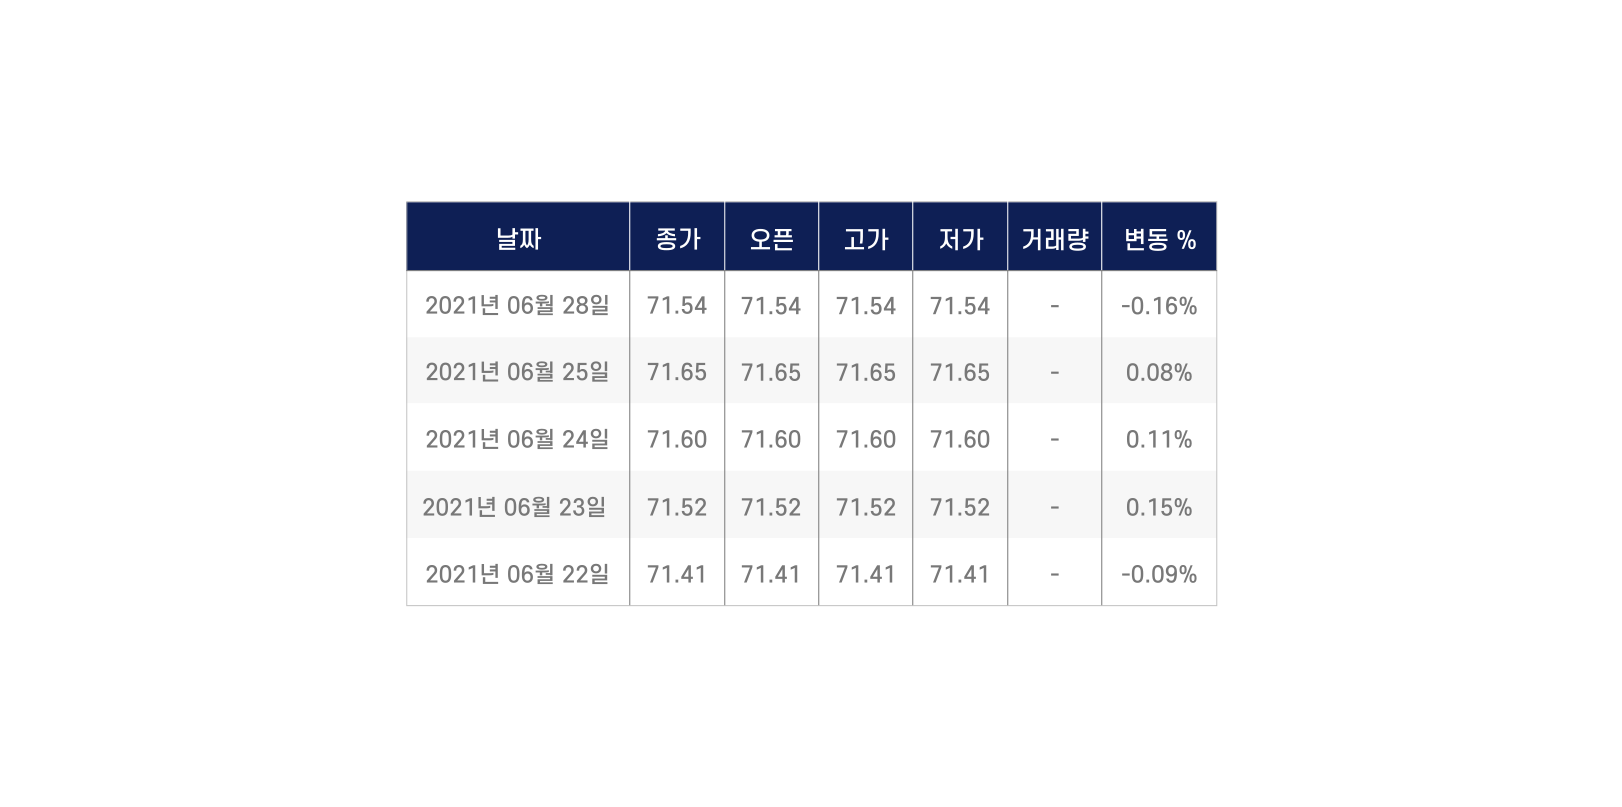 날짜 종가 오픈 고가 저가 거래량 변동 %
2021년 06월 28일 71.54 71.54 71.54 71.54 - -0.16%
2021년 06월 25일 71.65 71.65 71.65 71.65 - 0.08%
2021년 06월 24일 71.60 71.60 71.60 71.60 - 0.11%
2021년 06월 23일 71.52 71.52 71.52 71.52 - 0.15%
2021년 06월 22일 71.41 71.41 71.41 71.41 - -0.09%